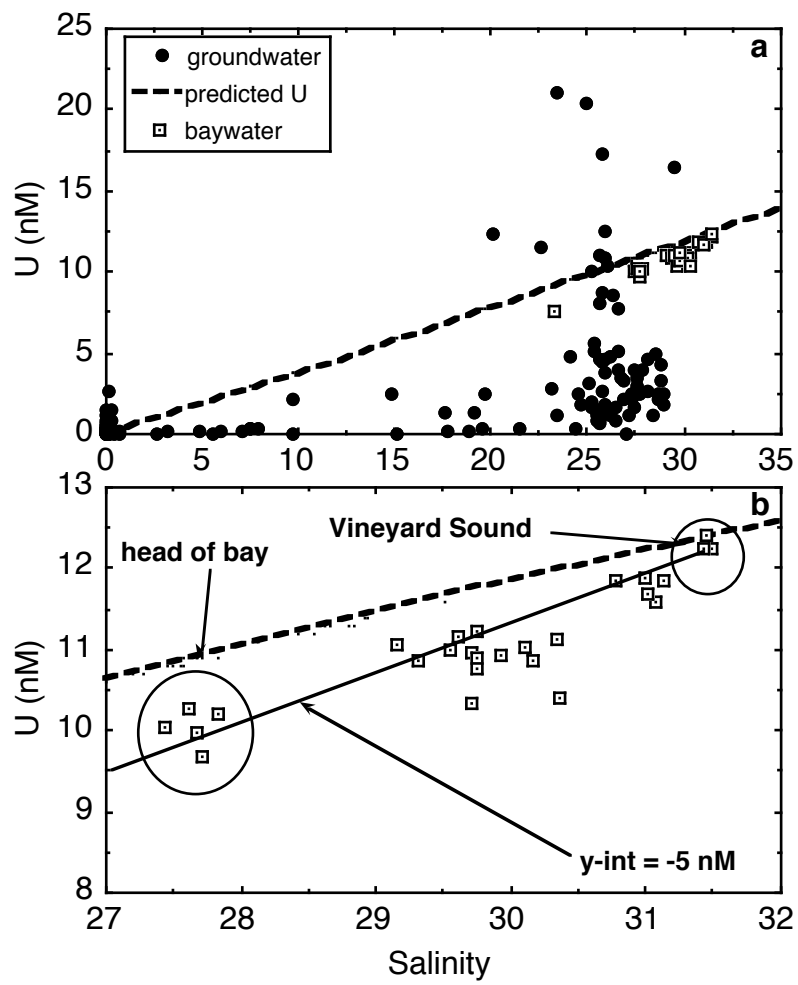 25
20
15
10
5
0
U (nM)
a
groundwater
predicted U
baywater
0 5 10 15 20 25 30 35
13
12
11
10
9
8
U (nM)
b
Vineyard Sound
head of bay
y-int = -5 nM
27 28 29 30 31 32
Salinity